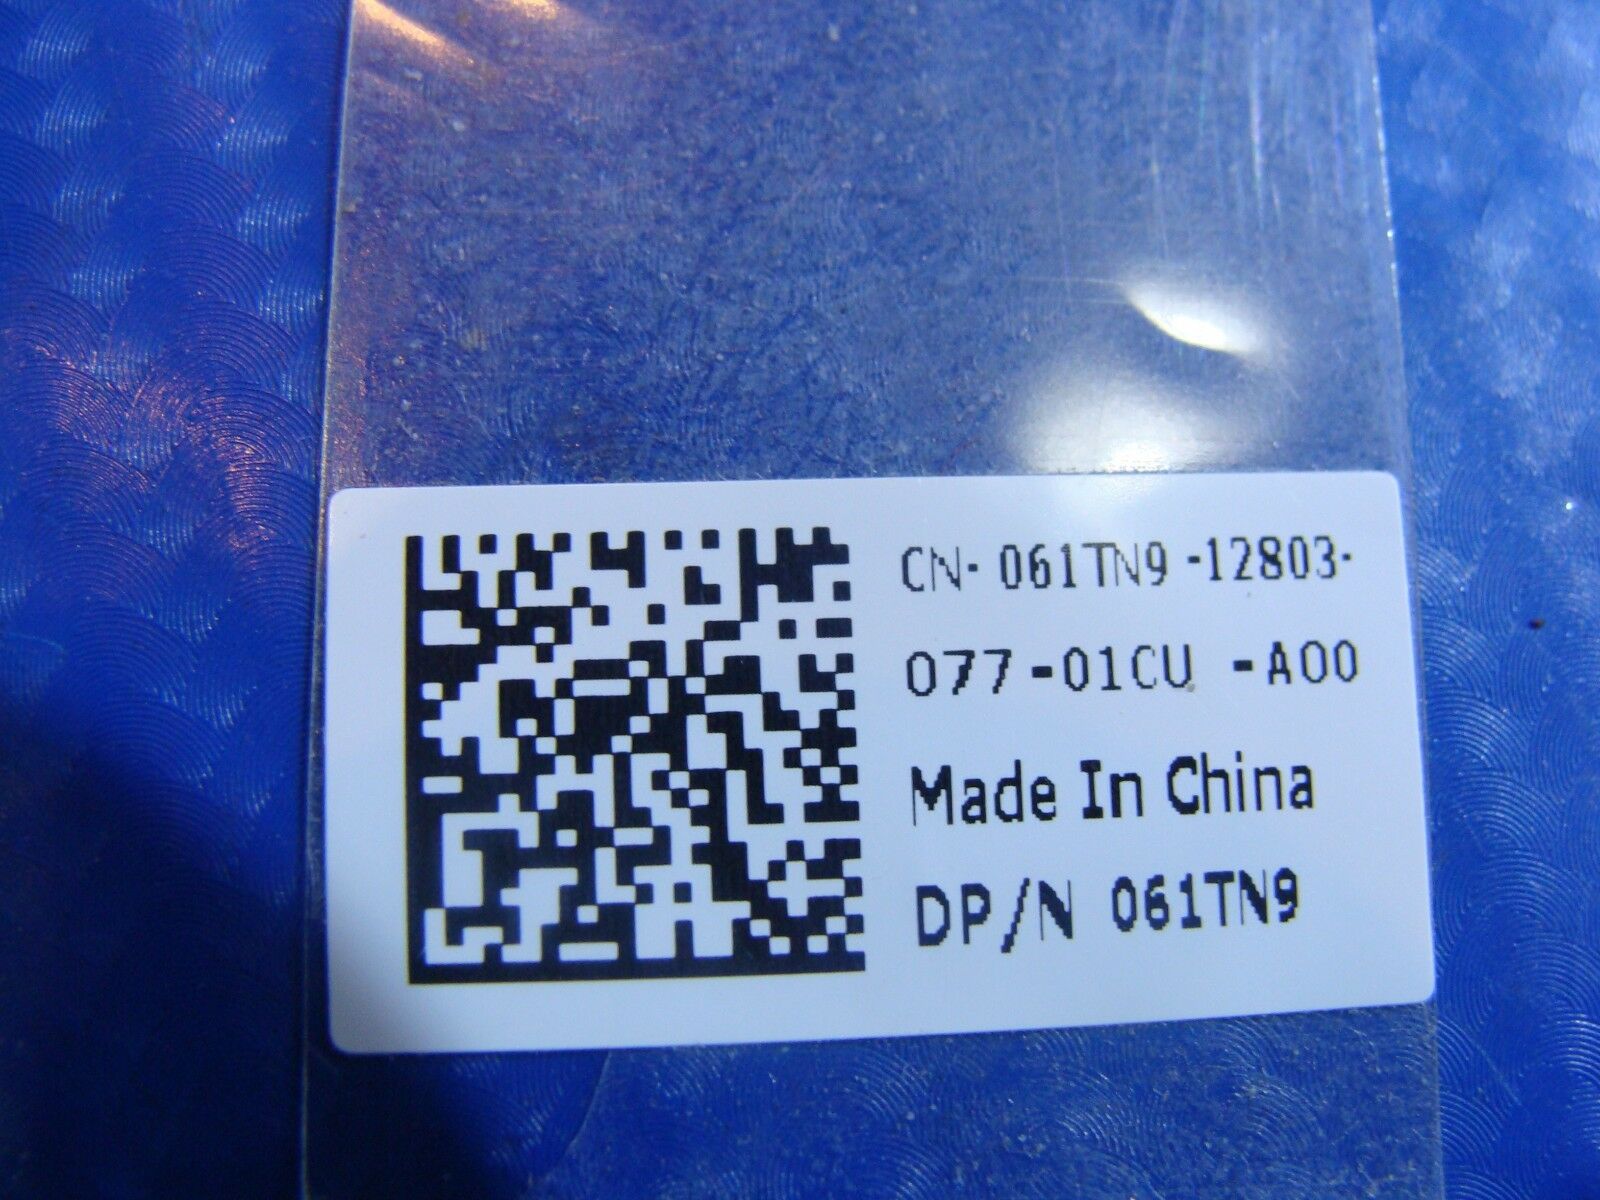 CN- 061TN9 -12803-
077-01CU -A00
Made In China
DP/N 061TN9